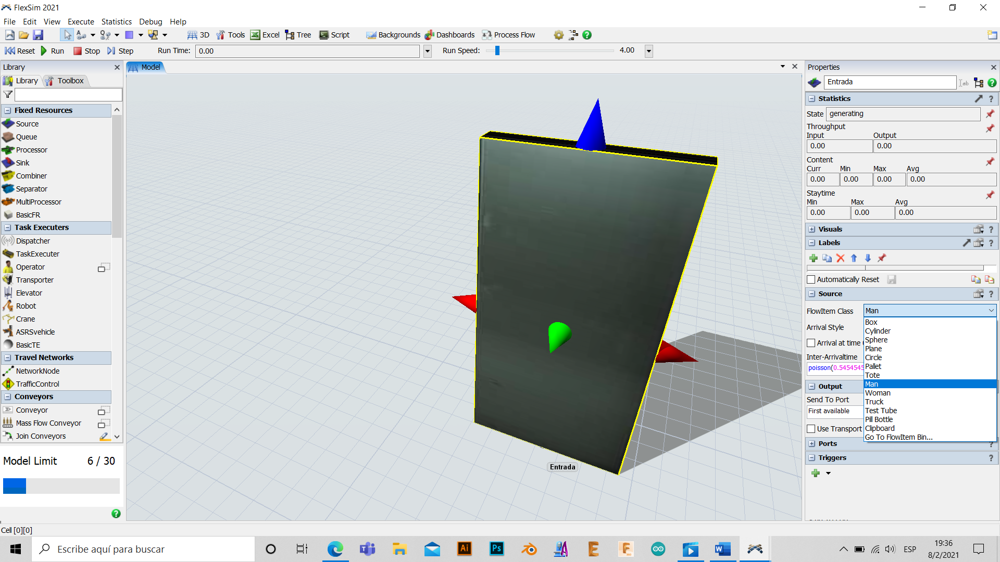 FlexSim 2021
File Edit View Execute Statistics Debug Help
3D Tools Excel Tree Script Backgrounds Dashboards Process Flow
Reset Run Stop Step Run Time: 0.00 Run Speed: 4.00
Library
Library Toolbox
Fixed Resources
Source
Queue
Processor
Sink
Combiner
Separator
MultiProcessor
BasicFR
Task Executers
Dispatcher
TaskExecuter
Operator
Transporter
Elevator
Robot
Crane
ASRSvehicle
BasicTE
Travel Networks
NetworkNode
TrafficControl
Conveyors
Conveyor
Mass Flow Conveyor
Join Conveyors
Model Limit 6 / 30
Model
Entrada
Properties
Entrada
Statistics
State generating
Throughput
Input Output
0.00 0.00
Content
Curr Min Max Avg
0.00 0.00 0.00 0.00
Staytime
Min Max Avg
0.00 0.00 0.00
Visuals
Labels
Automatically Reset
Source
FlowItem Class Man
Arrival Style
Arrival at time
Inter-Arrivaltime
poisson(0.5454545
Output
Send To Port
First available
Use Transport
Ports
Triggers
Box
Cylinder
Sphere
Plane
Circle
Pallet
Tote
Man
Woman
Truck
Test Tube
Pill Bottle
Clipboard
Go To FlowItem Bin...
Cell [0][0]
Escribe aquí para buscar
ESP
19:36
8/2/2021